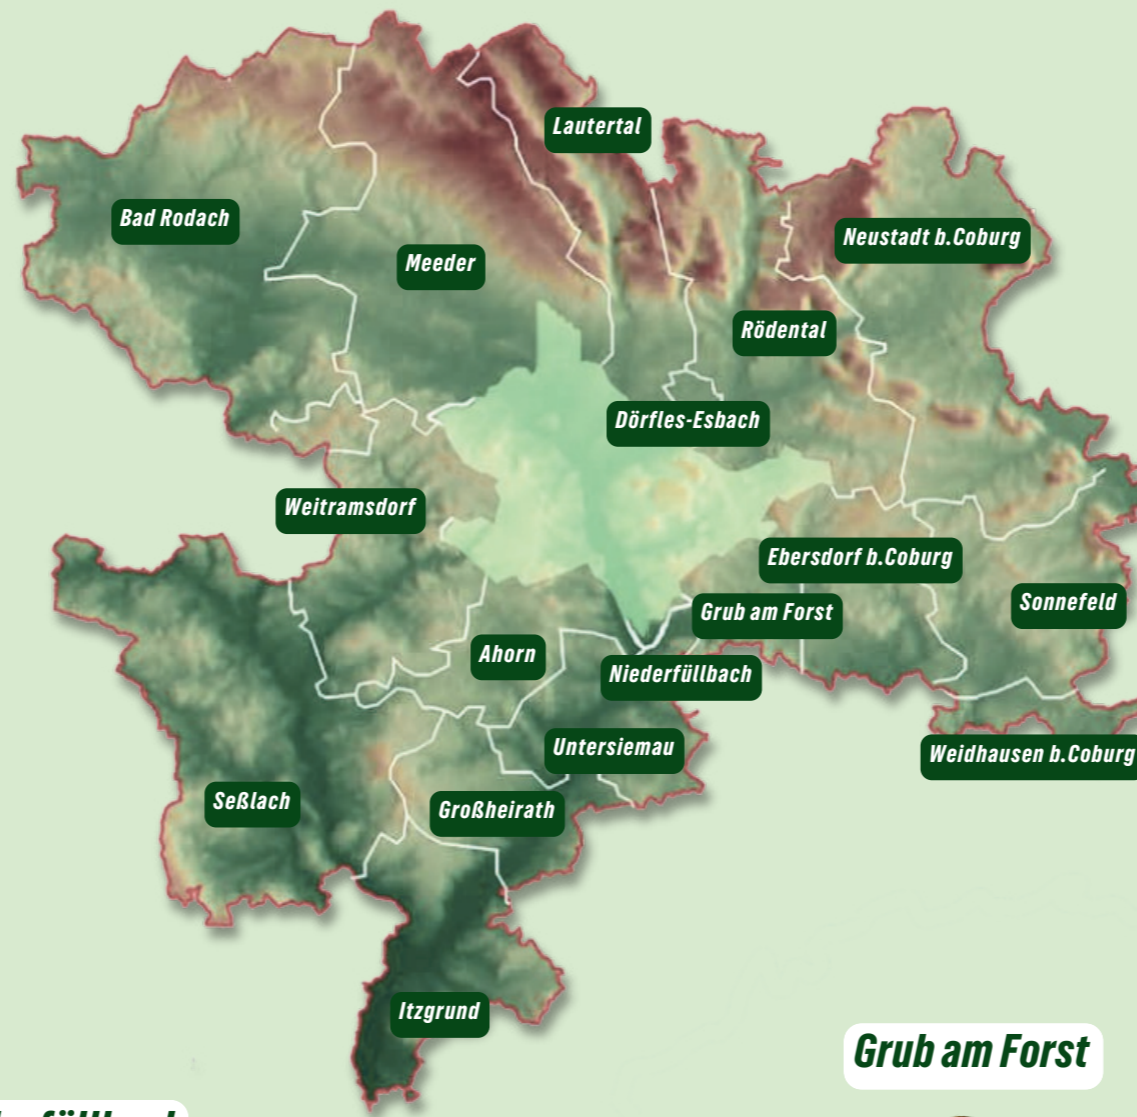 Lautertal
Bad Rodach
Neustadt b.Coburg
Meeder
Rödental
Dörfles-Esbach
Weitramsdorf
Ebersdorf b.Coburg
Sonnefeld
Grub am Forst
Ahorn
Niederfüllbach
Untersiemau
Weidhausen b.Coburg
Seßlach
Großheirath
Itzgrund
Grub am Forst